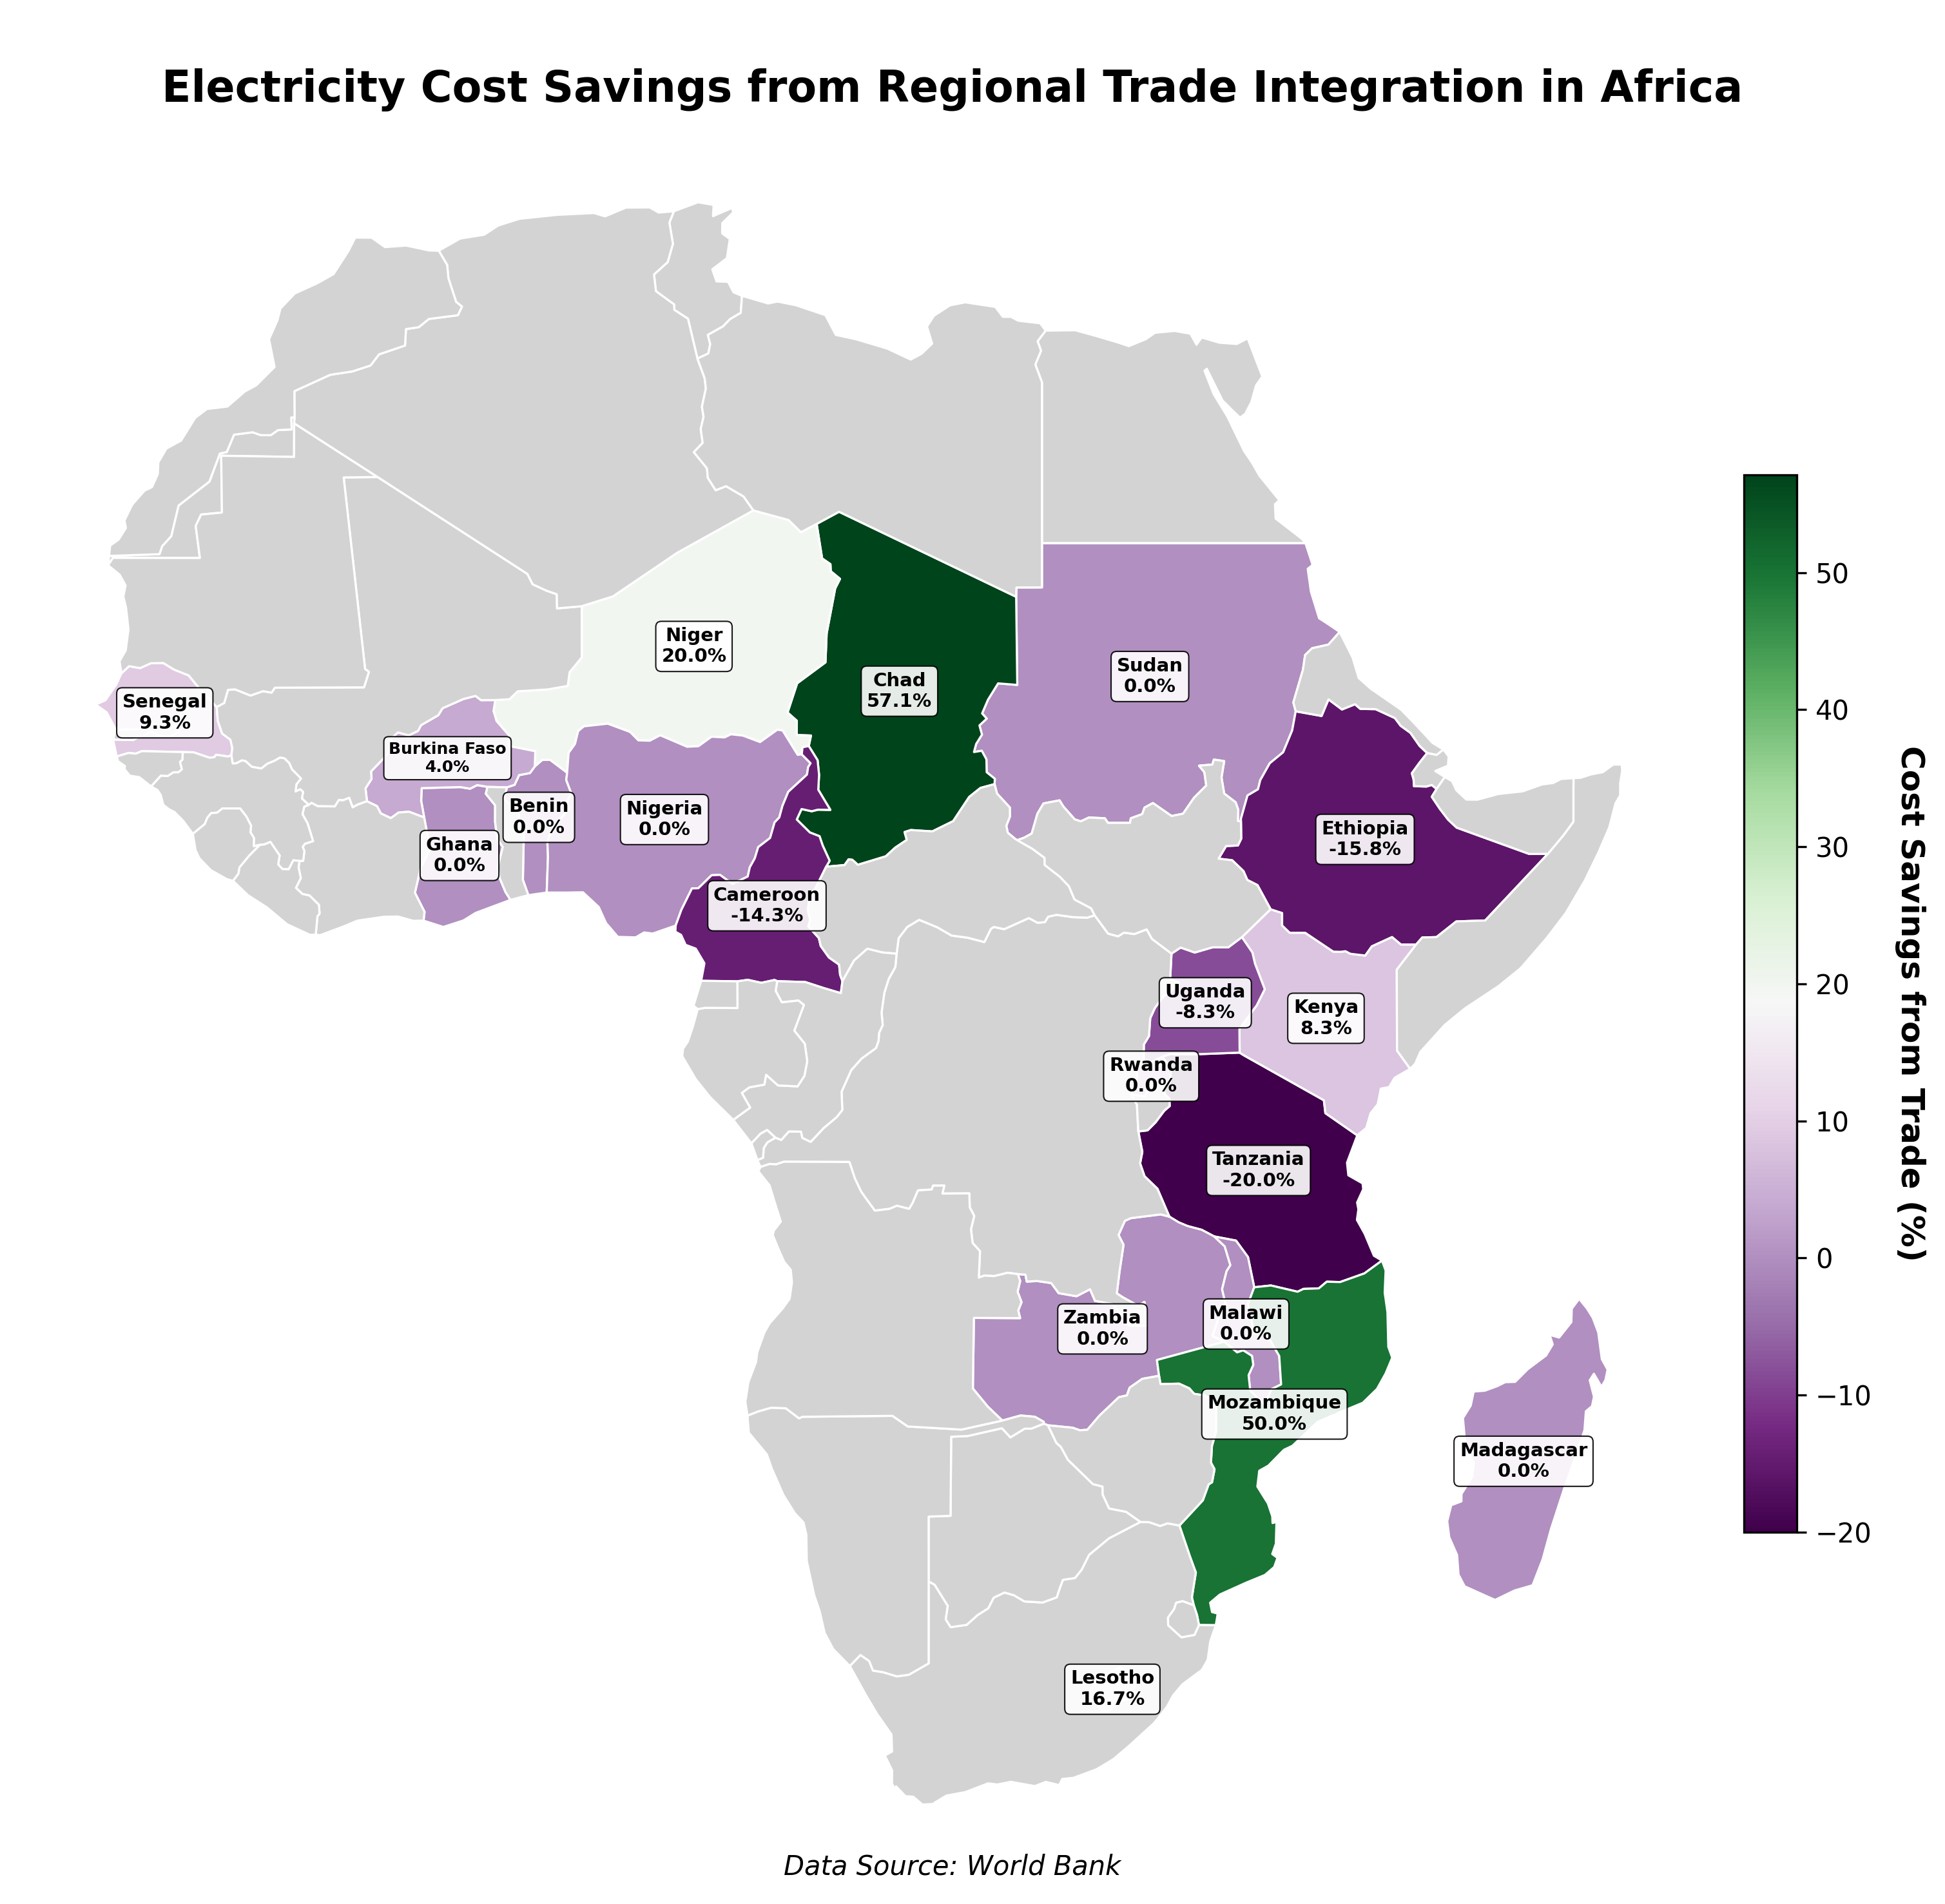 Electricity Cost Savings from Regional Trade Integration in Africa
Niger
20.0%
Chad
57.1%
Sudan
0.0%
Senegal
9.3%
Burkina Faso
4.0%
Benin
0.0%
Nigeria
0.0%
Ghana
0.0%
Ethiopia
-15.8%
Cameroon
-14.3%
Uganda
-8.3%
Kenya
8.3%
Rwanda
0.0%
Tanzania
-20.0%
Zambia
0.0%
Malawi
0.0%
Mozambique
50.0%
Madagascar
0.0%
Lesotho
16.7%
50
40
30
20
10
0
−10
−20
Cost Savings from Trade (%)
Data Source: World Bank